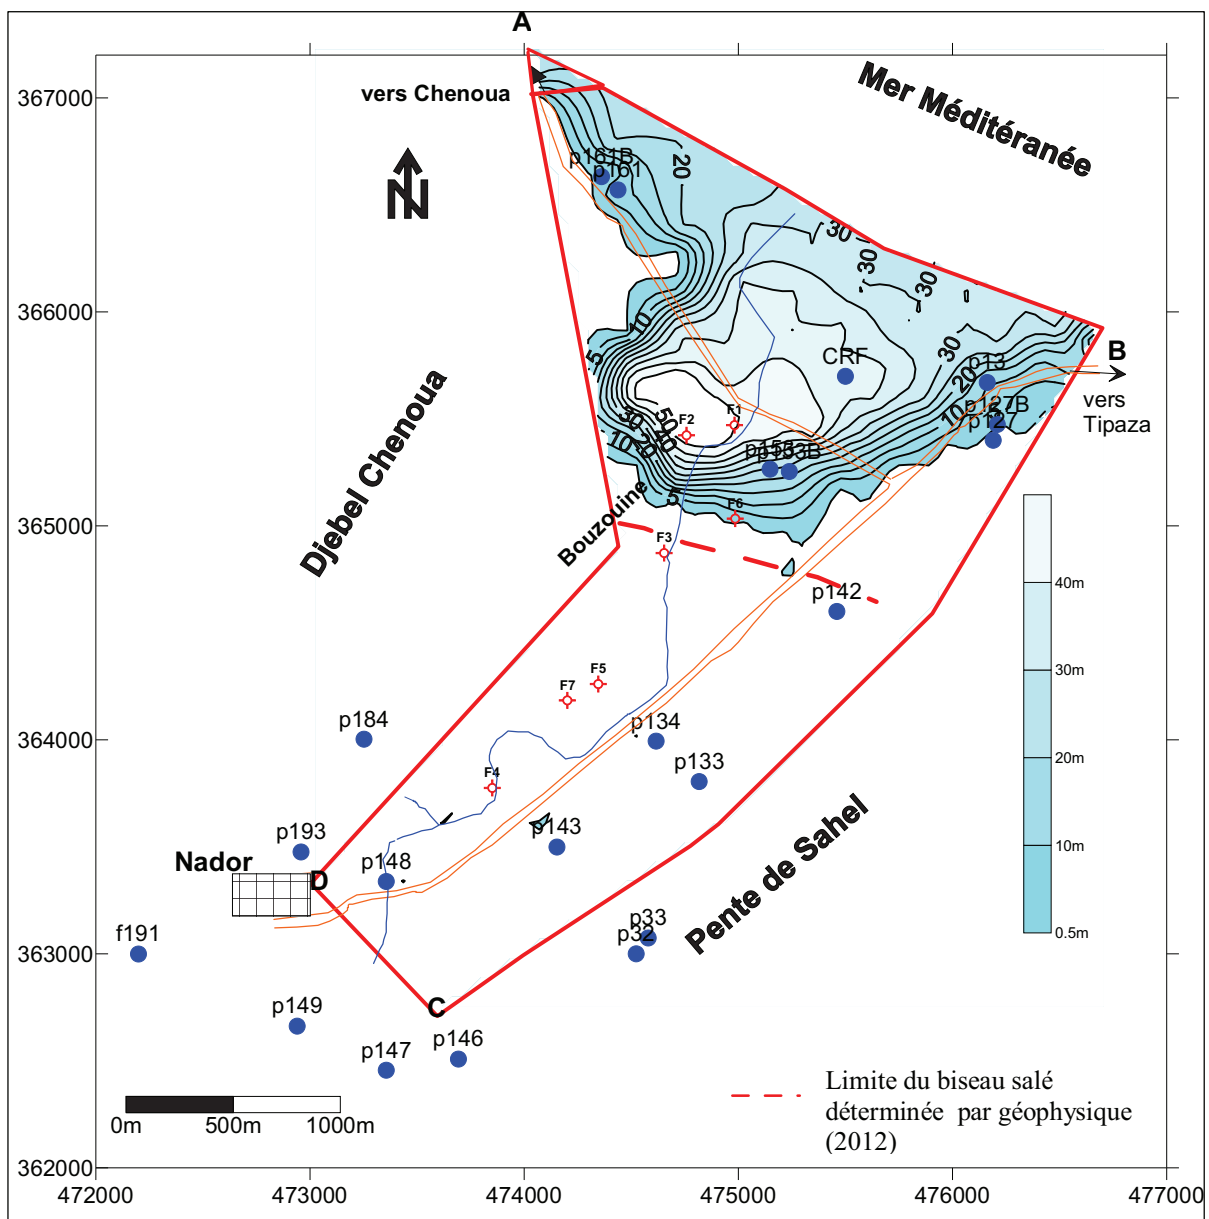 A
367000
vers Chenoua
Mer Méditéranée
N
p161B
p161
20
30
30
30
366000
10
5
30
20
CRF
p13
B
vers
Tipaza
10
p127B
p127
50
40
30
20
10
F2
F1
p153B
5
F6
365000
Djebel Chenoua
Bouzouine
F3
p142
40m
30m
20m
10m
0.5m
F7
F5
p184
364000
p134
p133
F4
p143
p193
Nador
D
p148
Pente de Sahel
f191
363000
p33
p32
C
p149
p147
p146
0m
500m
1000m
Limite du biseau salé
déterminée par géophysique
(2012)
362000
472000
473000
474000
475000
476000
477000